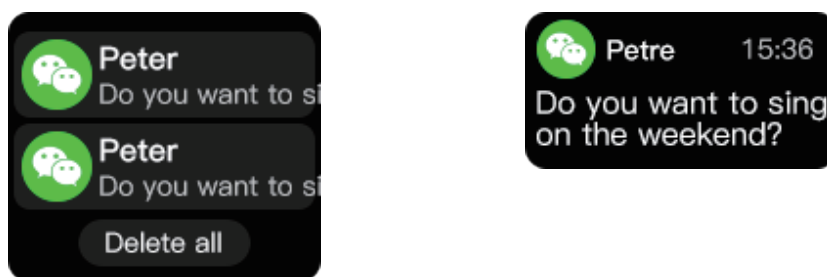 Peter
Do you want to si
Peter
Do you want to si
Delete all
Petre 15:36
Do you want to sing
on the weekend?